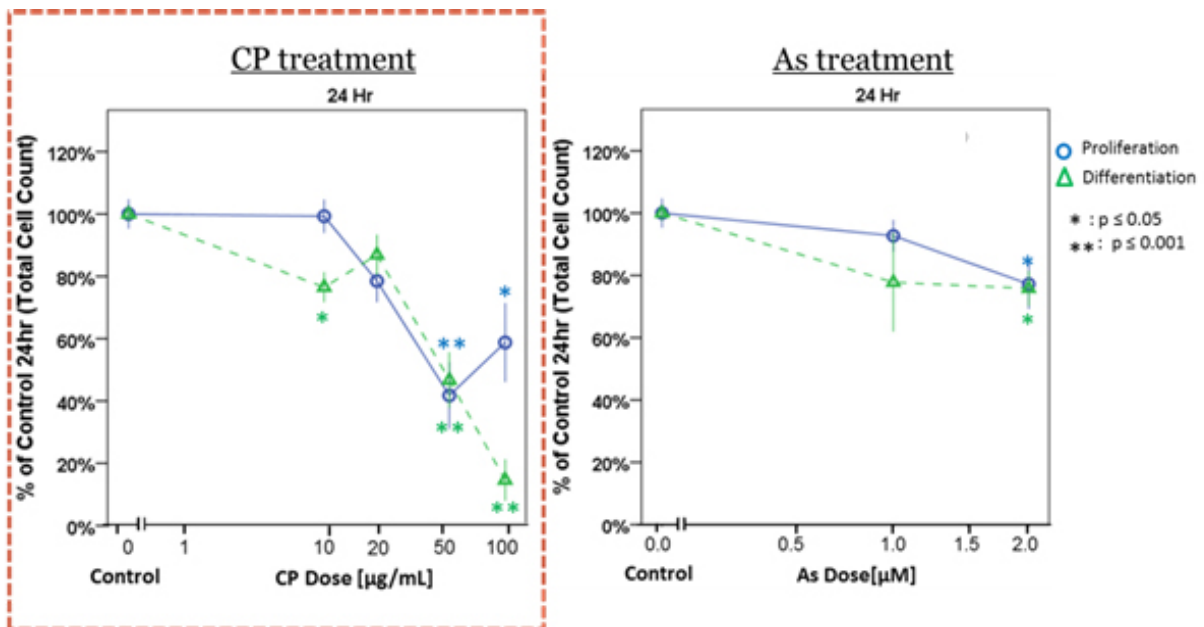 CP treatment
24 Hr
% of Control 24hr (Total Cell Count)
120%
100%
80%
60%
40%
20%
0%
*
* *
* *
*
* *
0 1 10 20 50 100
Control
CP Dose [µg/mL]
As treatment
24 Hr
% of Control 24hr (Total Cell Count)
120%
100%
80%
60%
40%
20%
0%
*
*
0.0 0.5 1.0 1.5 2.0
Control
As Dose[µM]
Proliferation
Differentiation
* : p ≤ 0.05
**: p ≤ 0.001